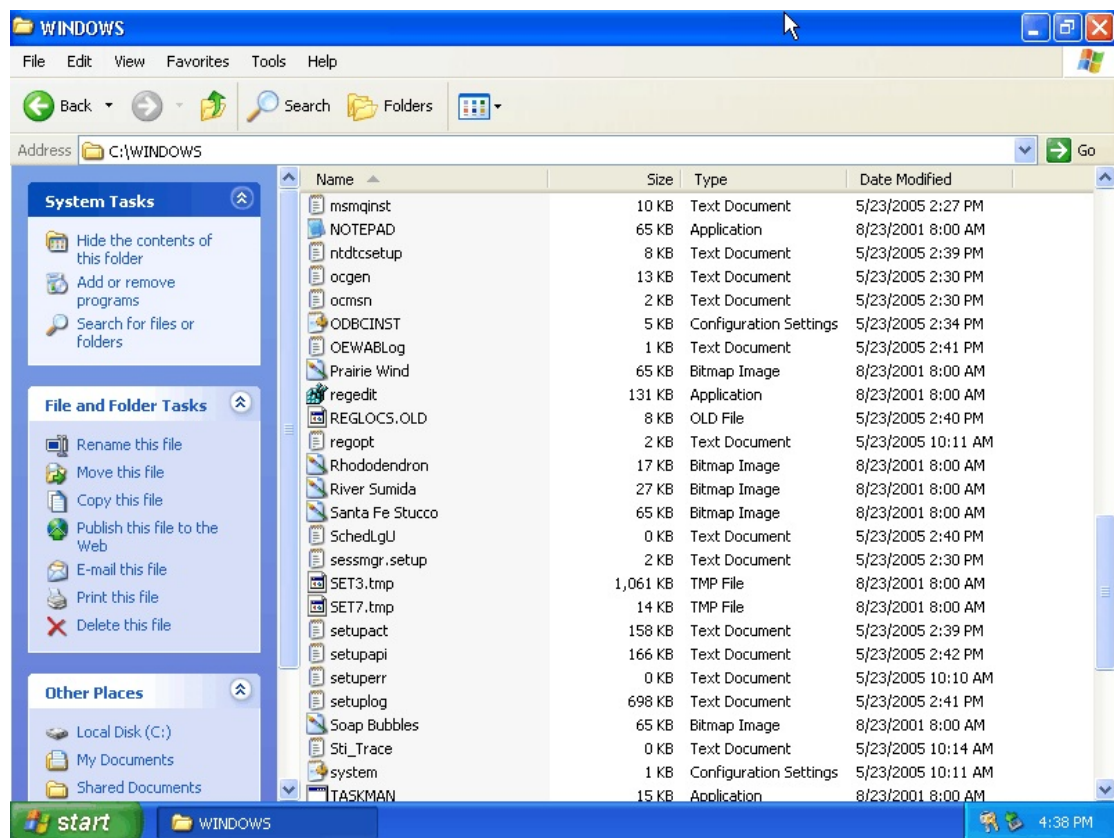 WINDOWS
File Edit View Favorites Tools Help
Back Search Folders
Address C:\WINDOWS Go
System Tasks
Hide the contents of
this folder
Add or remove
programs
Search for files or
folders
File and Folder Tasks
Rename this file
Move this file
Copy this file
Publish this file to the
Web
E-mail this file
Print this file
Delete this file
Other Places
Local Disk (C:)
My Documents
Shared Documents
Name Size Type Date Modified
msmqinst 10 KB Text Document 5/23/2005 2:27 PM
NOTEPAD 65 KB Application 8/23/2001 8:00 AM
ntdtcsetup 8 KB Text Document 5/23/2005 2:39 PM
ocgen 13 KB Text Document 5/23/2005 2:30 PM
ocmsn 2 KB Text Document 5/23/2005 2:30 PM
ODBCINST 5 KB Configuration Settings 5/23/2005 2:34 PM
OEWABLog 1 KB Text Document 5/23/2005 2:41 PM
Prairie Wind 65 KB Bitmap Image 8/23/2001 8:00 AM
regedit 131 KB Application 8/23/2001 8:00 AM
REGLOCS.OLD 8 KB OLD File 5/23/2005 2:40 PM
regopt 2 KB Text Document 5/23/2005 10:11 AM
Rhododendron 17 KB Bitmap Image 8/23/2001 8:00 AM
River Sumida 27 KB Bitmap Image 8/23/2001 8:00 AM
Santa Fe Stucco 65 KB Bitmap Image 8/23/2001 8:00 AM
SchedLgU 0 KB Text Document 5/23/2005 2:40 PM
sessmgr.setup 2 KB Text Document 5/23/2005 2:30 PM
SET3.tmp 1,061 KB TMP File 8/23/2001 8:00 AM
SET7.tmp 14 KB TMP File 8/23/2001 8:00 AM
setupact 158 KB Text Document 5/23/2005 2:39 PM
setupapi 166 KB Text Document 5/23/2005 2:42 PM
setuperr 0 KB Text Document 5/23/2005 10:10 AM
setuplog 698 KB Text Document 5/23/2005 2:41 PM
Soap Bubbles 65 KB Bitmap Image 8/23/2001 8:00 AM
Sti_Trace 0 KB Text Document 5/23/2005 10:14 AM
system 1 KB Configuration Settings 5/23/2005 10:11 AM
TASKMAN 15 KB Application 8/23/2001 8:00 AM
start WINDOWS 4:38 PM